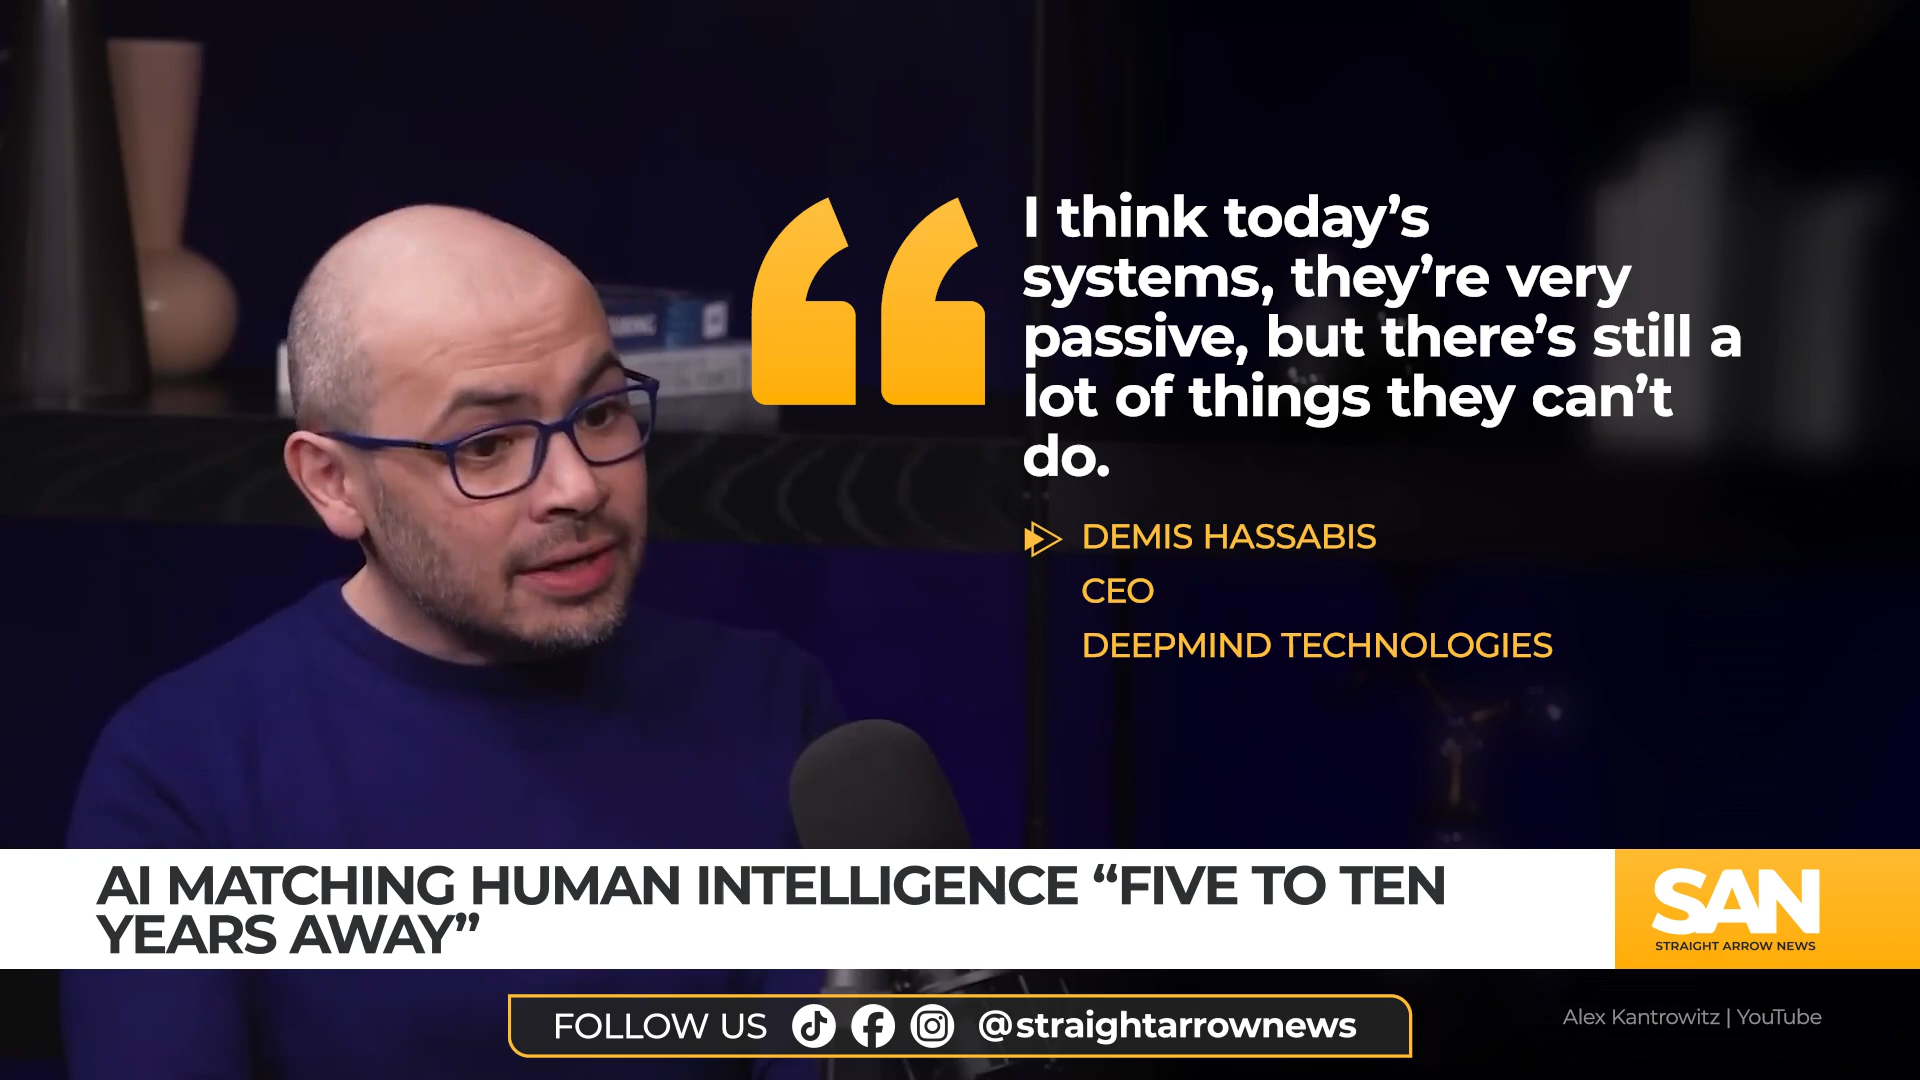 I think today’s
systems, they’re very
passive, but there’s still a
lot of things they can’t
do.
DEMIS HASSABIS
CEO
DEEPMIND TECHNOLOGIES
AI MATCHING HUMAN INTELLIGENCE “FIVE TO TEN
YEARS AWAY”
SAN
STRAIGHT ARROW NEWS
FOLLOW US @straightarrownews
Alex Kantrowitz | YouTube